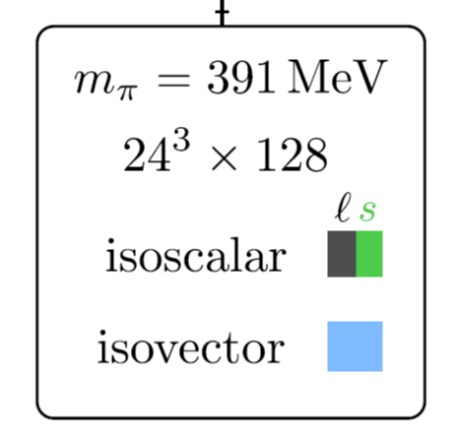 m_π = 391 MeV
24³ × 128
ℓ s
isoscalar
isovector